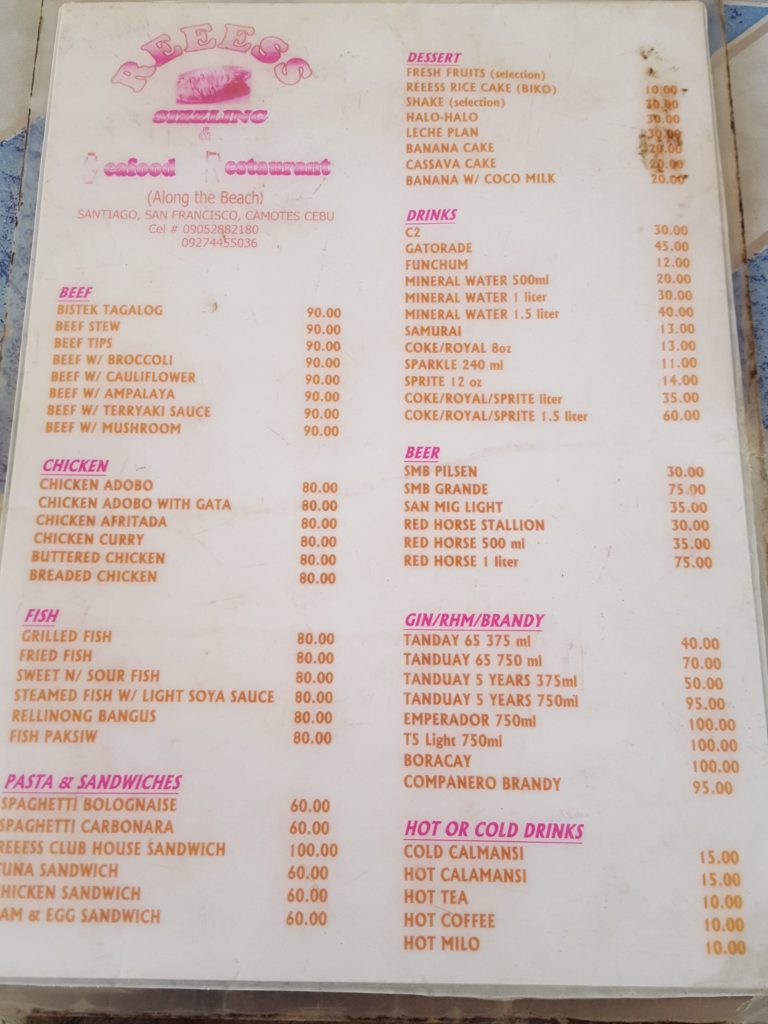 REEESS
SIZZLING
&
Seafood Restaurant
(Along the Beach)
SANTIAGO, SAN FRANCISCO, CAMOTES CEBU
Cel # 09052882180
09274455036
BEEF
BISTEK TAGALOG 90.00
BEEF STEW 90.00
BEEF TIPS 90.00
BEEF W/ BROCCOLI 90.00
BEEF W/ CAULIFLOWER 90.00
BEEF W/ AMPALAYA 90.00
BEEF W/ TERRYAKI SAUCE 90.00
BEEF W/ MUSHROOM 90.00
CHICKEN
CHICKEN ADOBO 80.00
CHICKEN ADOBO WITH GATA 80.00
CHICKEN AFRITADA 80.00
CHICKEN CURRY 80.00
BUTTERED CHICKEN 80.00
BREADED CHICKEN 80.00
FISH
GRILLED FISH 80.00
FRIED FISH 80.00
SWEET N/ SOUR FISH 80.00
STEAMED FISH W/ LIGHT SOYA SAUCE 80.00
RELLINONG BANGUS 80.00
FISH PAKSIW 80.00
PASTA & SANDWICHES
SPAGHETTI BOLOGNAISE 60.00
SPAGHETTI CARBONARA 60.00
REEESS CLUB HOUSE SANDWICH 100.00
TUNA SANDWICH 60.00
CHICKEN SANDWICH 60.00
AM & EGG SANDWICH 60.00
DESSERT
FRESH FRUITS (selection)
REEESS RICE CAKE (BIKO) 10.00
SHAKE (selection) 30.00
HALO-HALO 30.00
LECHE PLAN 30.00
BANANA CAKE 20.00
CASSAVA CAKE 20.00
BANANA W/ COCO MILK 20.00
DRINKS
C2 30.00
GATORADE 45.00
FUNCHUM 12.00
MINERAL WATER 500ml 20.00
MINERAL WATER 1 liter 30.00
MINERAL WATER 1.5 liter 40.00
SAMURAI 13.00
COKE/ROYAL 8oz 13.00
SPARKLE 240 ml 11.00
SPRITE 12 oz 14.00
COKE/ROYAL/SPRITE liter 35.00
COKE/ROYAL/SPRITE 1.5 liter 60.00
BEER
SMB PILSEN 30.00
SMB GRANDE 75.00
SAN MIG LIGHT 35.00
RED HORSE STALLION 30.00
RED HORSE 500 ml 35.00
RED HORSE 1 liter 75.00
GIN/RHM/BRANDY
TANDAY 65 375 ml 40.00
TANDUAY 65 750 ml 70.00
TANDUAY 5 YEARS 375ml 50.00
TANDUAY 5 YEARS 750ml 95.00
EMPERADOR 750ml 100.00
T5 Light 750ml 100.00
BORACAY 100.00
COMPANERO BRANDY 95.00
HOT OR COLD DRINKS
COLD CALMANSI 15.00
HOT CALAMANSI 15.00
HOT TEA 10.00
HOT COFFEE 10.00
HOT MILO 10.00